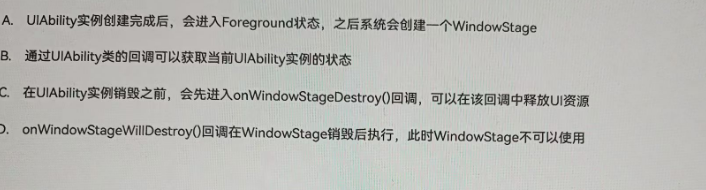 A. UIAbility实例创建完成后，会进入Foreground状态，之后系统会创建一个WindowStage
B. 通过UIAbility类的回调可以获取当前UIAbility实例的状态
C. 在UIAbility实例销毁之前，会先进入onWindowStageDestroy()回调，可以在该回调中释放UI资源
D. onWindowStageWillDestroy()回调在WindowStage销毁后执行，此时WindowStage不可以使用